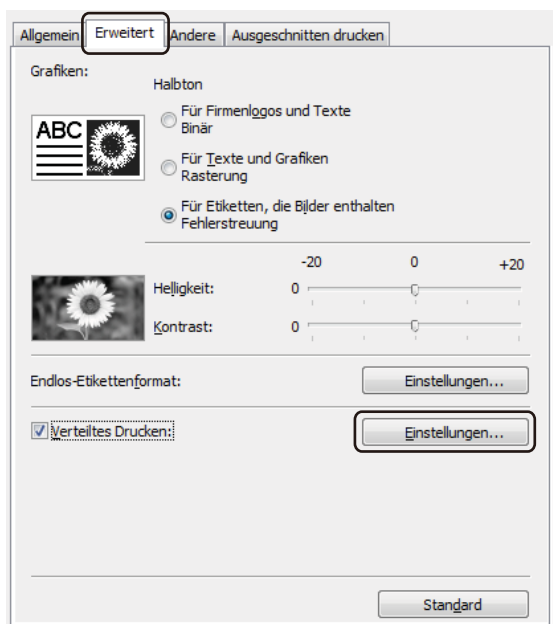 Allgemein Erweitert Andere Ausgeschnitten drucken
Grafiken:
Halbton
ABC
Für Firmenlogos und Texte
Binär
Für Texte und Grafiken
Rasterung
Für Etiketten, die Bilder enthalten
Fehlerstreuung
-20 0 +20
Helligkeit: 0
Kontrast: 0
Endlos-Etikettenformat: Einstellungen...
Verteiltes Drucken: Einstellungen...
Standard